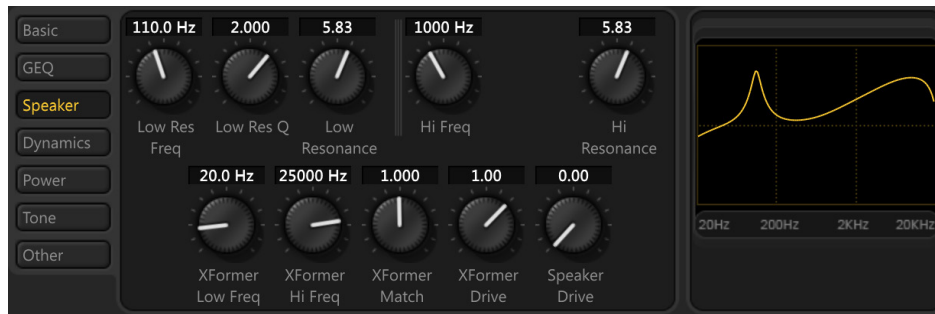 Basic
GEQ
Speaker
Dynamics
Power
Tone
Other
110.0 Hz 2.000 5.83 1000 Hz 5.83
Low Res Low Res Q Low Hi Freq Hi
Freq Resonance Resonance
20.0 Hz 25000 Hz 1.000 1.00 0.00
XFormer XFormer XFormer XFormer Speaker
Low Freq Hi Freq Match Drive Drive
20Hz 200Hz 2KHz 20KHz